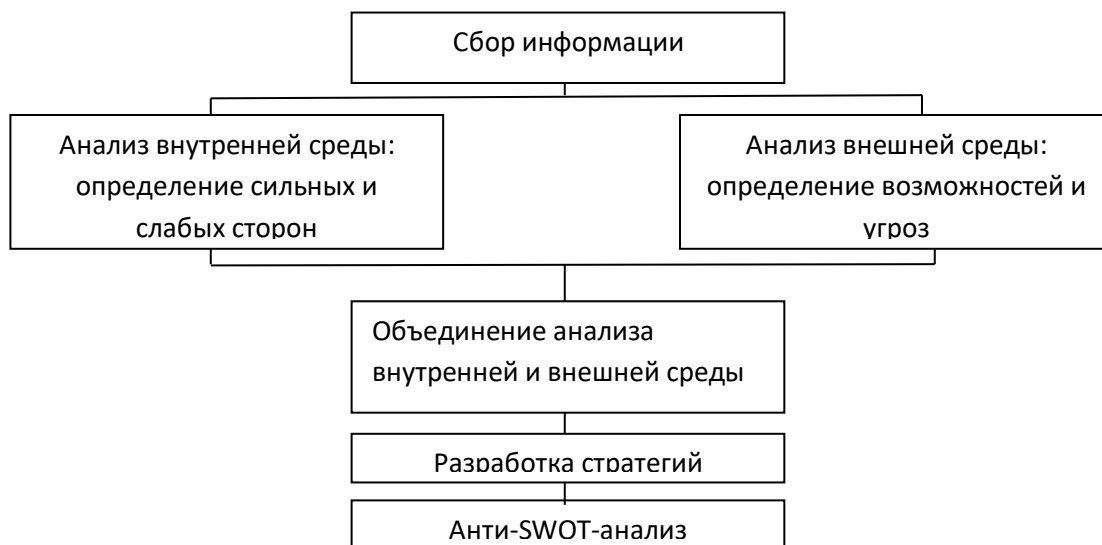 Сбор информации
Анализ внутренней среды:
определение сильных и
слабых сторон
Анализ внешней среды:
определение возможностей и
угроз
Объединение анализа
внутренней и внешней среды
Разработка стратегий
Анти-SWOT-анализ